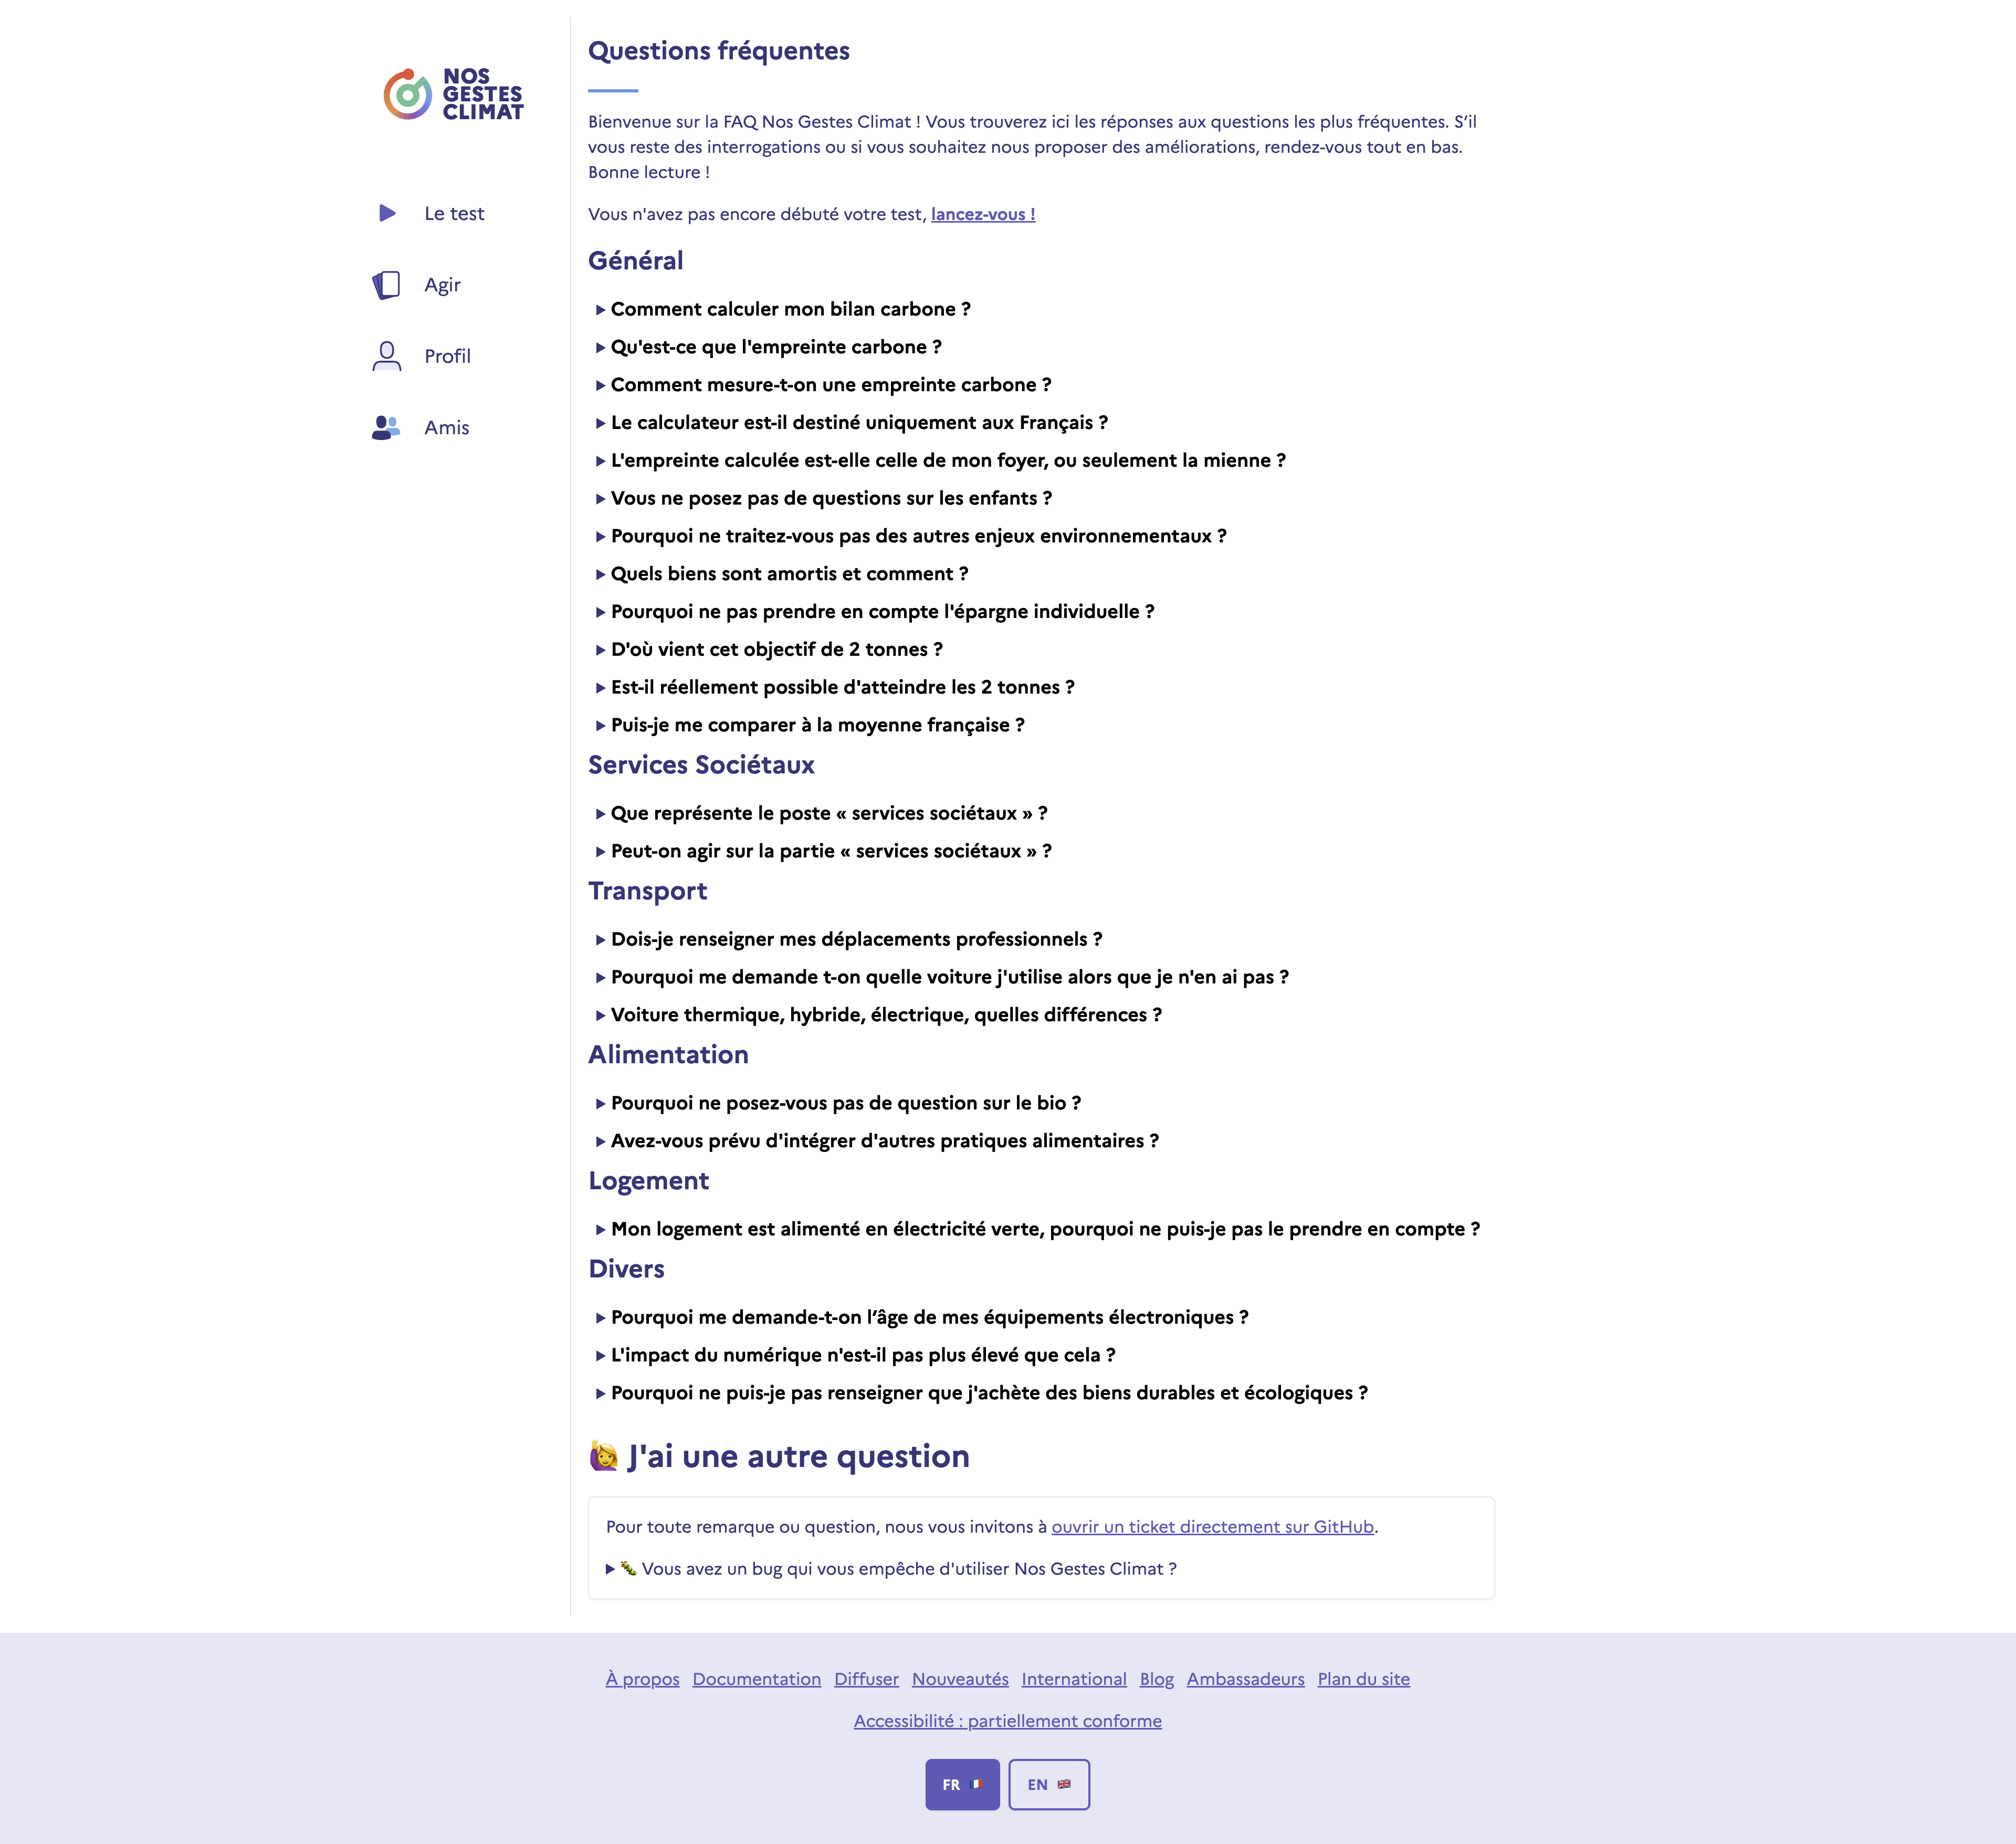 NOS
GESTES
CLIMAT
Le test
Agir
Profil
Amis
Questions fréquentes
Bienvenue sur la FAQ Nos Gestes Climat ! Vous trouverez ici les réponses aux questions les plus fréquentes. S’il
vous reste des interrogations ou si vous souhaitez nous proposer des améliorations, rendez-vous tout en bas.
Bonne lecture !
Vous n'avez pas encore débuté votre test, lancez-vous !
Général
Comment calculer mon bilan carbone ?
Qu'est-ce que l'empreinte carbone ?
Comment mesure-t-on une empreinte carbone ?
Le calculateur est-il destiné uniquement aux Français ?
L'empreinte calculée est-elle celle de mon foyer, ou seulement la mienne ?
Vous ne posez pas de questions sur les enfants ?
Pourquoi ne traitez-vous pas des autres enjeux environnementaux ?
Quels biens sont amortis et comment ?
Pourquoi ne pas prendre en compte l'épargne individuelle ?
D'où vient cet objectif de 2 tonnes ?
Est-il réellement possible d'atteindre les 2 tonnes ?
Puis-je me comparer à la moyenne française ?
Services Sociétaux
Que représente le poste « services sociétaux » ?
Peut-on agir sur la partie « services sociétaux » ?
Transport
Dois-je renseigner mes déplacements professionnels ?
Pourquoi me demande t-on quelle voiture j'utilise alors que je n'en ai pas ?
Voiture thermique, hybride, électrique, quelles différences ?
Alimentation
Pourquoi ne posez-vous pas de question sur le bio ?
Avez-vous prévu d'intégrer d'autres pratiques alimentaires ?
Logement
Mon logement est alimenté en électricité verte, pourquoi ne puis-je pas le prendre en compte ?
Divers
Pourquoi me demande-t-on l’âge de mes équipements électroniques ?
L'impact du numérique n'est-il pas plus élevé que cela ?
Pourquoi ne puis-je pas renseigner que j'achète des biens durables et écologiques ?
J'ai une autre question
Pour toute remarque ou question, nous vous invitons à ouvrir un ticket directement sur GitHub.
Vous avez un bug qui vous empêche d'utiliser Nos Gestes Climat ?
À propos Documentation Diffuser Nouveautés International Blog Ambassadeurs Plan du site
Accessibilité : partiellement conforme
FR EN